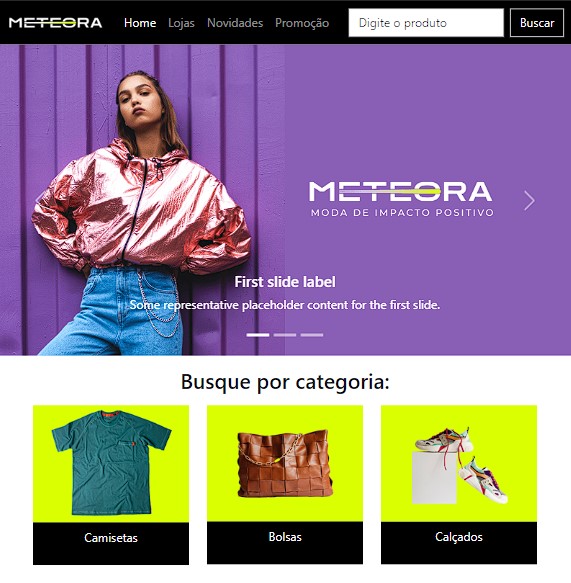 METEORA Home Lojas Novidades Promoção Digite o produto Buscar
METEORA
MODA DE IMPACTO POSITIVO
First slide label
Some representative placeholder content for the first slide.
Busque por categoria:
Camisetas Bolsas Calçados